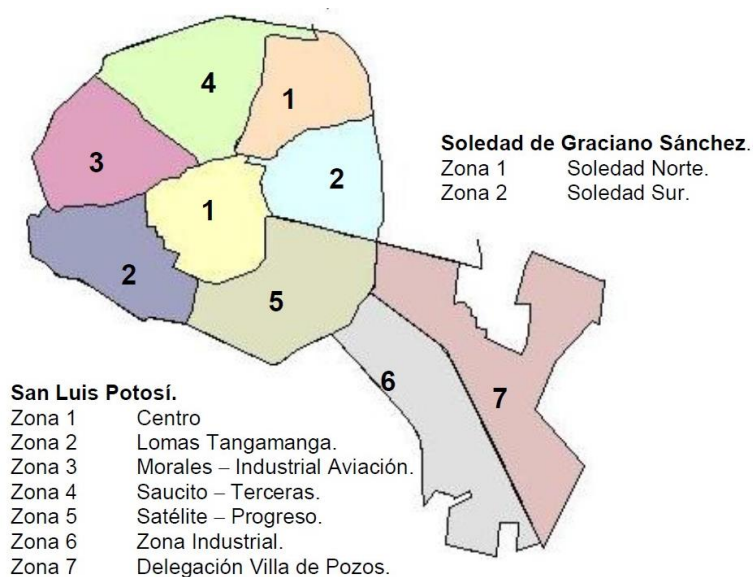 4
1
3
2
1
2
5
6
7
Soledad de Graciano Sánchez.
Zona 1 Soledad Norte.
Zona 2 Soledad Sur.
San Luis Potosí.
Zona 1 Centro
Zona 2 Lomas Tangamanga.
Zona 3 Morales – Industrial Aviación.
Zona 4 Saucito – Terceras.
Zona 5 Satélite – Progreso.
Zona 6 Zona Industrial.
Zona 7 Delegación Villa de Pozos.